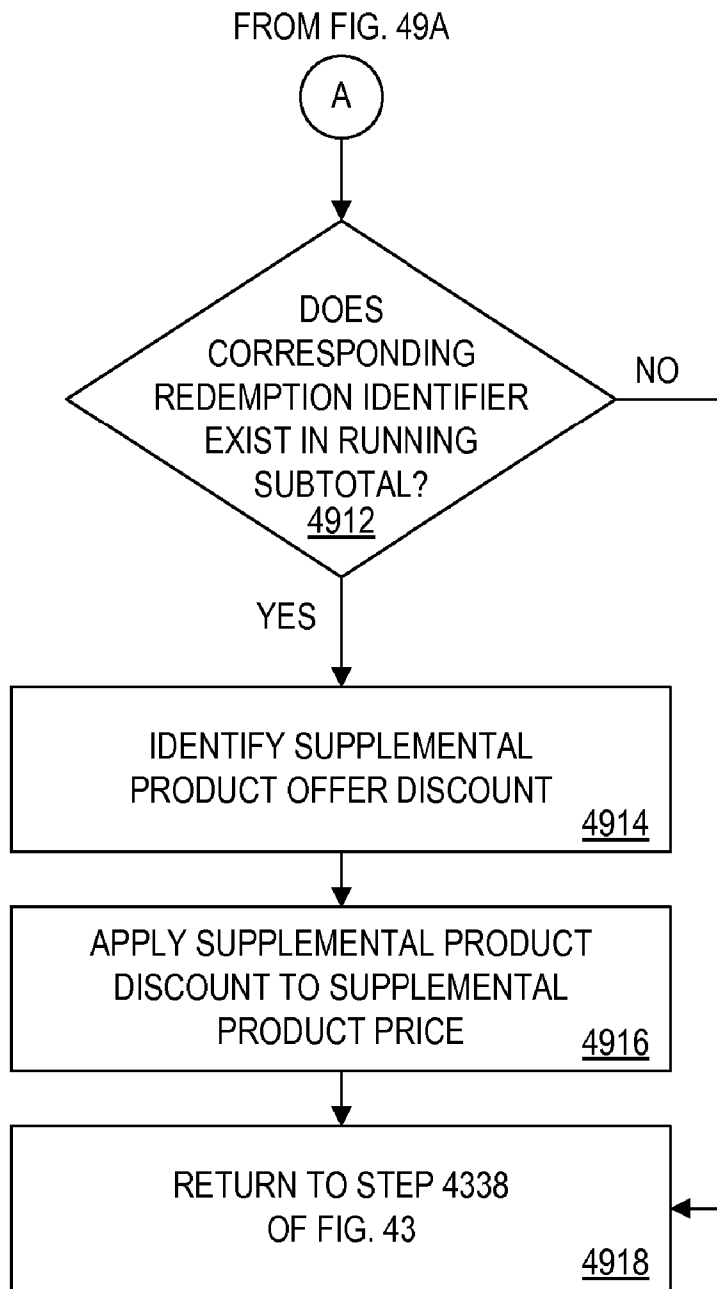 FROM FIG. 49A
A
DOES
CORRESPONDING
REDEMPTION IDENTIFIER
EXIST IN RUNNING
SUBTOTAL?
4912
NO
YES
IDENTIFY SUPPLEMENTAL
PRODUCT OFFER DISCOUNT
4914
APPLY SUPPLEMENTAL PRODUCT
DISCOUNT TO SUPPLEMENTAL
PRODUCT PRICE
4916
RETURN TO STEP 4338
OF FIG. 43
4918